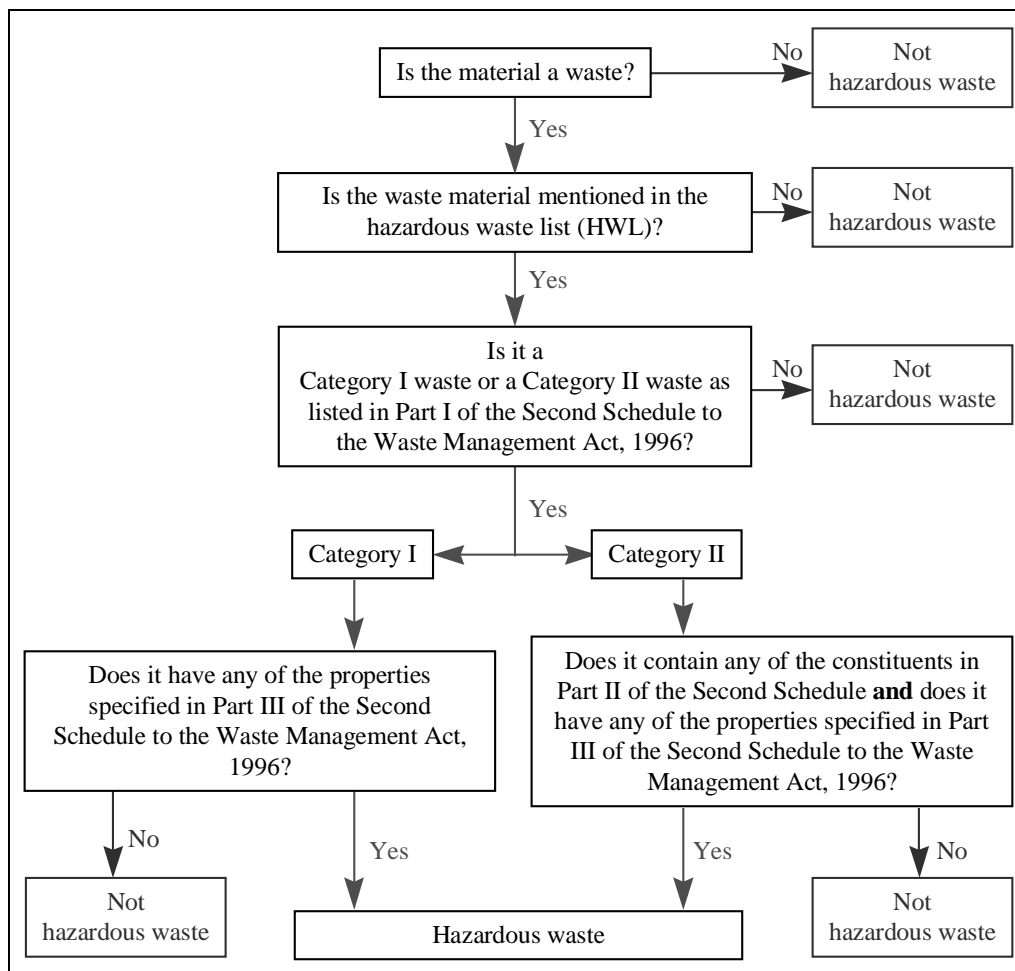 Is the material a waste?
No
Not
hazardous waste
Yes
Is the waste material mentioned in the
hazardous waste list (HWL)?
No
Not
hazardous waste
Yes
Is it a
Category I waste or a Category II waste as
listed in Part I of the Second Schedule to
the Waste Management Act, 1996?
No
Not
hazardous waste
Yes
Category I
Category II
Does it have any of the properties
specified in Part III of the Second
Schedule to the Waste Management Act,
1996?
Does it contain any of the constituents in
Part II of the Second Schedule and does it
have any of the properties specified in Part
III of the Second Schedule to the Waste
Management Act, 1996?
No
Yes
Yes
No
Not
hazardous waste
Hazardous waste
Not
hazardous waste